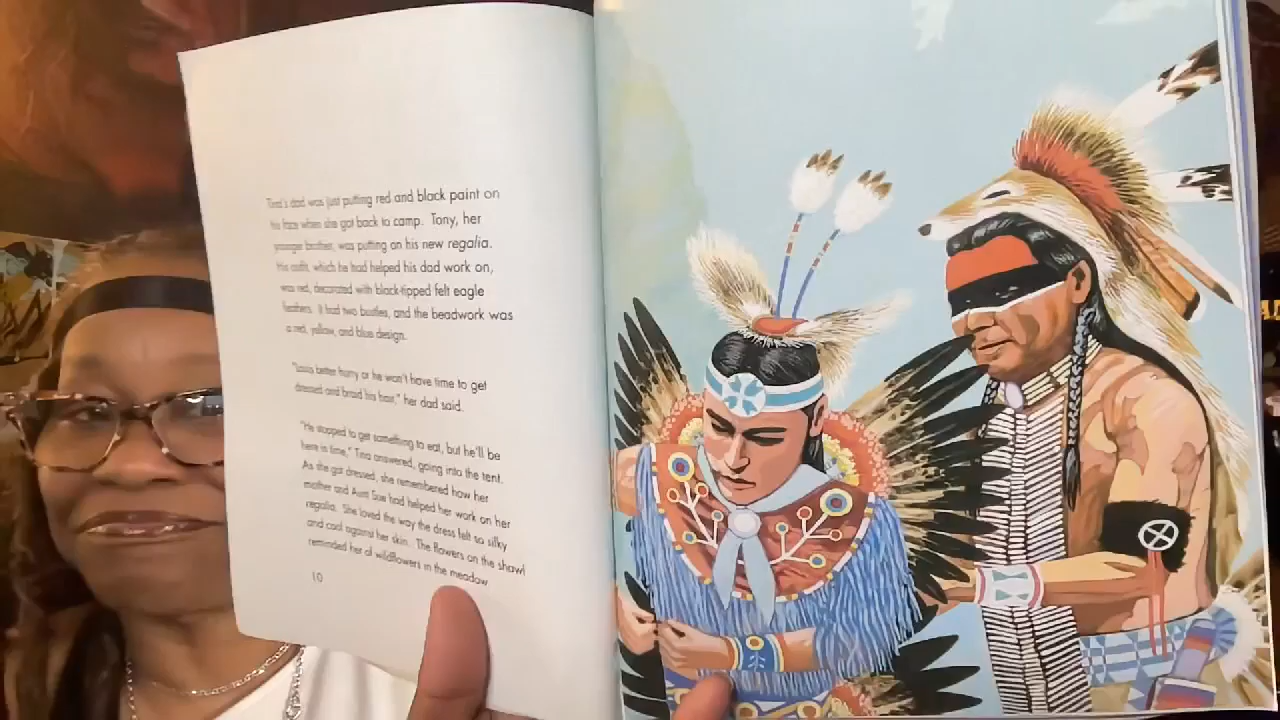 Tina's dad was just putting red and black paint on
his face when she got back to camp. Tony, her
younger brother, was putting on his new regalia.
His outfit, which he had helped his dad work on,
was red, decorated with black-tipped felt eagle
feathers. It had two bustles, and the beadwork was
a red, yellow, and blue design.
"Louis better hurry or he won't have time to get
dressed and braid his hair," her dad said.
"He stopped to get something to eat, but he'll be
here in time," Tina answered, going into the tent.
As she got dressed, she remembered how her
mother and Aunt Sue had helped her work on her
regalia. She loved the way the dress felt so silky
and cool against her skin. The flowers on the shawl
reminded her of wildflowers in the meadow
10